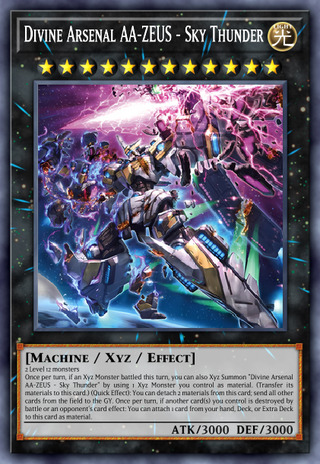 Divine Arsenal AA-ZEUS - Sky Thunder
LIGHT
光
[Machine / Xyz / Effect]
2 Level 12 monsters
Once per turn, if an Xyz Monster battled this turn, you can also Xyz Summon "Divine Arsenal
AA-ZEUS - Sky Thunder" by using 1 Xyz Monster you control as material. (Transfer its
materials to this card.) (Quick Effect): You can detach 2 materials from this card; send all other
cards from the field to the GY. Once per turn, if another card(s) you control is destroyed by
battle or an opponent's card effect: You can attach 1 card from your hand, Deck, or Extra Deck
to this card as material.
ATK/3000 DEF/3000